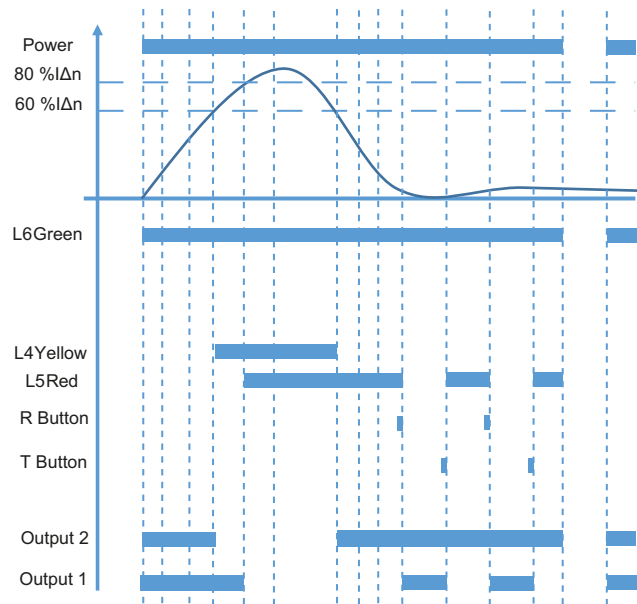 Power
80 %IΔn
60 %IΔn
L6Green
L4Yellow
L5Red
R Button
T Button
Output 2
Output 1